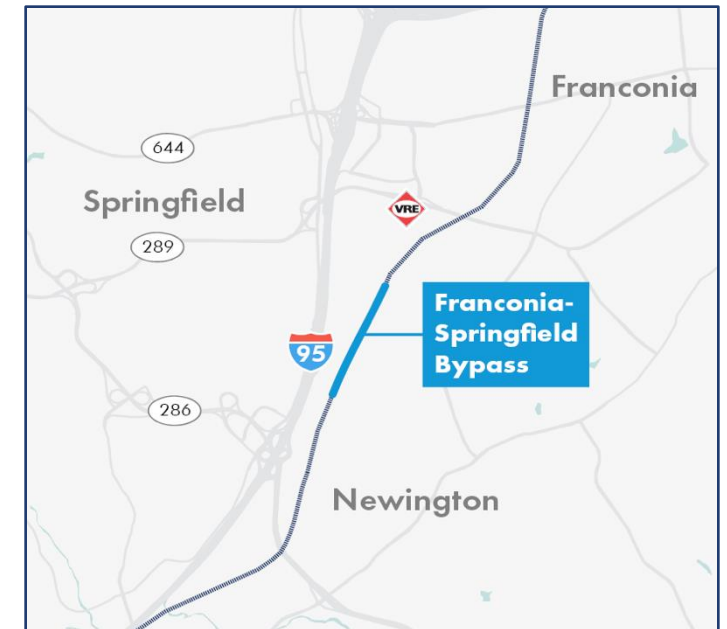 Franconia
644
Springfield
VRE
289
Franconia-
Springfield
Bypass
95
286
Newington